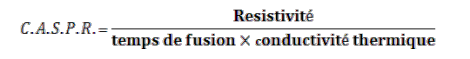 C.A.S.P.R. = Resistivité
temps de fusion × conductivité thermique